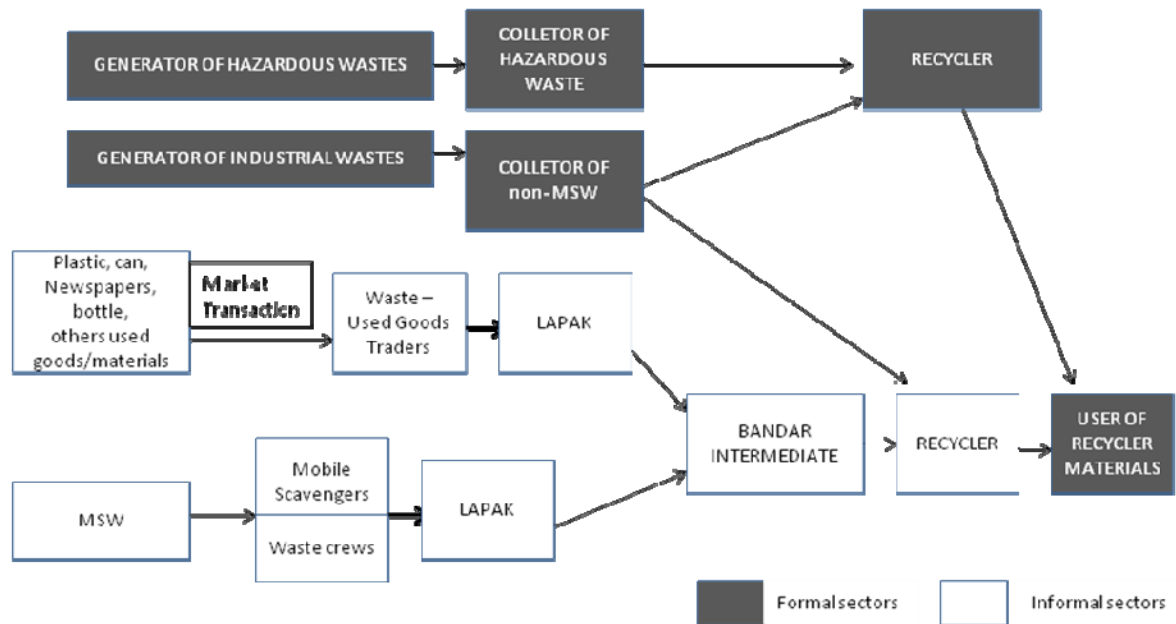 GENERATOR OF HAZARDOUS WASTES
COLLETOR OF
HAZARDOUS
WASTE
RECYCLER
GENERATOR OF INDUSTRIAL WASTES
COLLETOR OF
non-MSW
Plastic, can,
Newspapers,
bottle,
others used
goods/materials
Market
Transaction
Waste –
Used Goods
Traders
LAPAK
BANDAR
INTERMEDIATE
RECYCLER
USER OF
RECYCLER
MATERIALS
MSW
Mobile
Scavengers
Waste crews
LAPAK
Formal sectors
Informal sectors